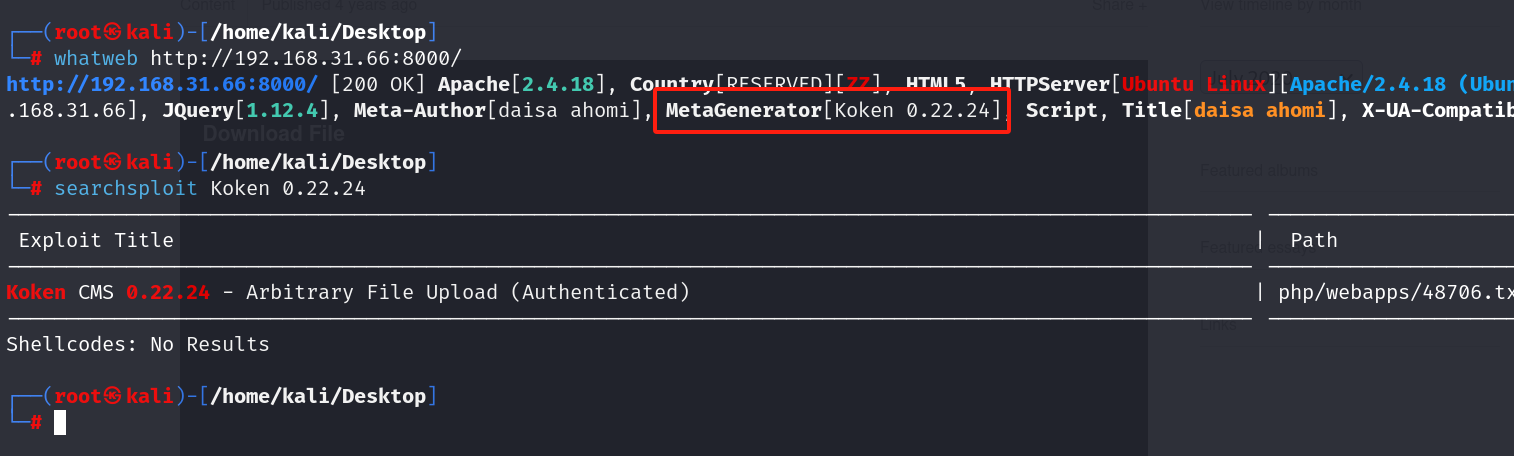 Content Published 4 years ago Share View timeline by month
┌──(root㉿kali)-[/home/kali/Desktop]
└─# whatweb http://192.168.31.66:8000/
http://192.168.31.66:8000/ [200 OK] Apache[2.4.18], Country[RESERVED][ZZ], HTML5, HTTPServer[Ubuntu Linux][Apache/2.4.18 (Ubun
.168.31.66], JQuery[1.12.4], Meta-Author[daisa ahomi], MetaGenerator[Koken 0.22.24], Script, Title[daisa ahomi], X-UA-Compatib
Download File
┌──(root㉿kali)-[/home/kali/Desktop]
Featured albums
└─# searchsploit Koken 0.22.24
Exploit Title | Path
Featured essays
Koken CMS 0.22.24 - Arbitrary File Upload (Authenticated) | php/webapps/48706.tx
Links
Shellcodes: No Results
┌──(root㉿kali)-[/home/kali/Desktop]
└─#